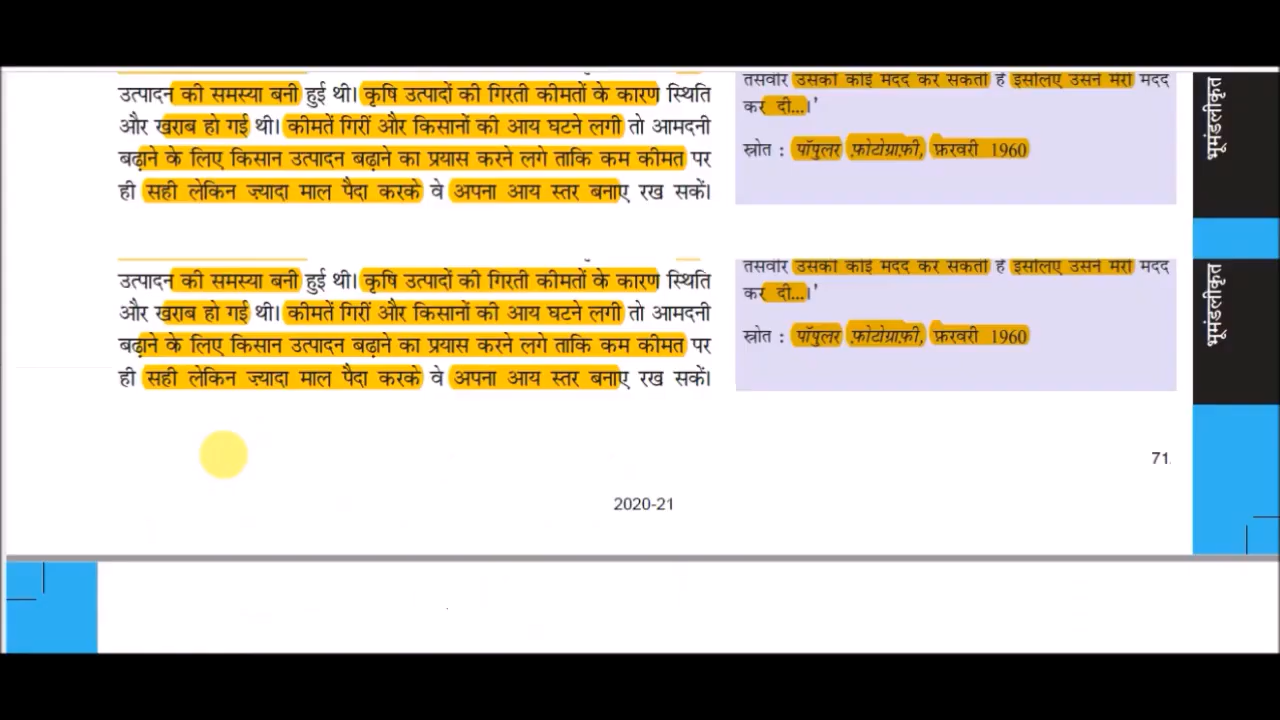 उत्पादन की समस्या बनी हुई थी। कृषि उत्पादों की गिरती कीमतों के कारण स्थिति
और खराब हो गई थी। कीमतें गिरीं और किसानों की आय घटने लगी तो आमदनी
बढ़ाने के लिए किसान उत्पादन बढ़ाने का प्रयास करने लगे ताकि कम कीमत पर
ही सही लेकिन ज़्यादा माल पैदा करके वे अपना आय स्तर बनाए रख सकें।
तसवीर उसकी कोई मदद कर सकती है इसलिए उसने मेरी मदद
कर दी...।'
स्रोत : पॉपुलर फ़ोटोग्राफ़ी, फ़रवरी 1960
भूमंडलीकृत
उत्पादन की समस्या बनी हुई थी। कृषि उत्पादों की गिरती कीमतों के कारण स्थिति
और खराब हो गई थी। कीमतें गिरीं और किसानों की आय घटने लगी तो आमदनी
बढ़ाने के लिए किसान उत्पादन बढ़ाने का प्रयास करने लगे ताकि कम कीमत पर
ही सही लेकिन ज़्यादा माल पैदा करके वे अपना आय स्तर बनाए रख सकें।
तसवीर उसकी कोई मदद कर सकती है इसलिए उसने मेरी मदद
कर दी...।'
स्रोत : पॉपुलर फ़ोटोग्राफ़ी, फ़रवरी 1960
भूमंडलीकृत
71
2020-21